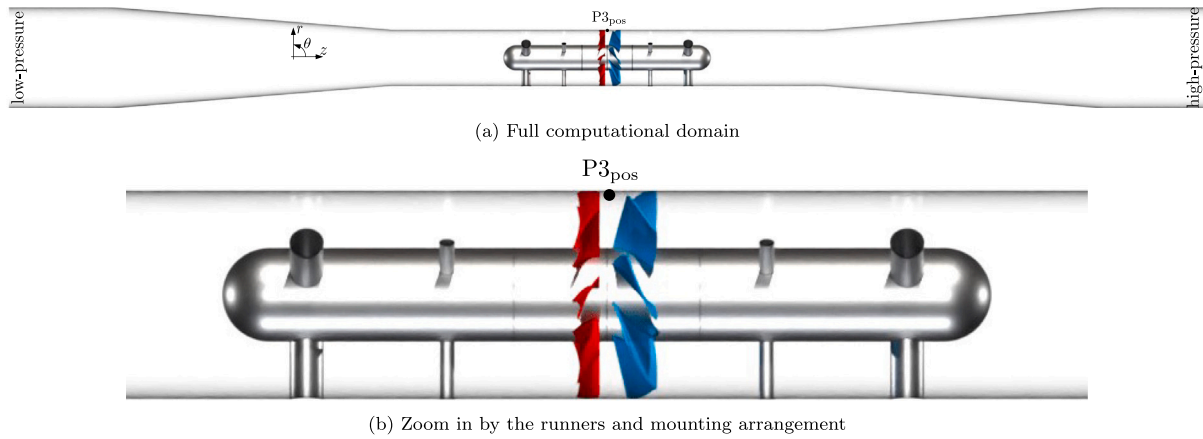 P3pos
r
θ
z
low-pressure
high-pressure
(a) Full computational domain
P3pos
(b) Zoom in by the runners and mounting arrangement